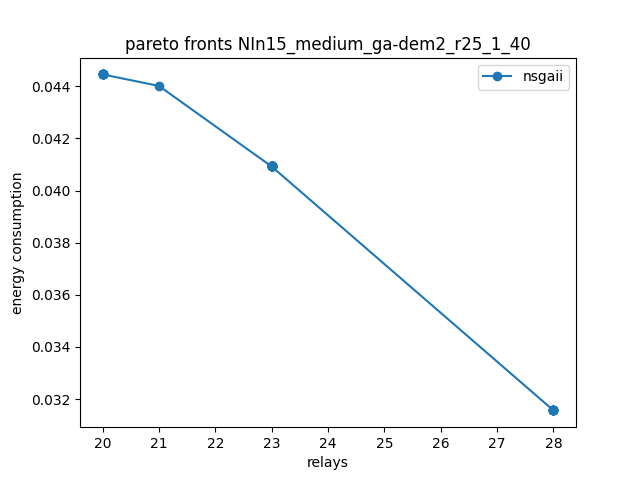 pareto fronts NIn15_medium_ga-dem2_r25_1_40
nsgaii
0.044
0.042
0.040
0.038
0.036
0.034
0.032
energy consumption
20 21 22 23 24 25 26 27 28
relays